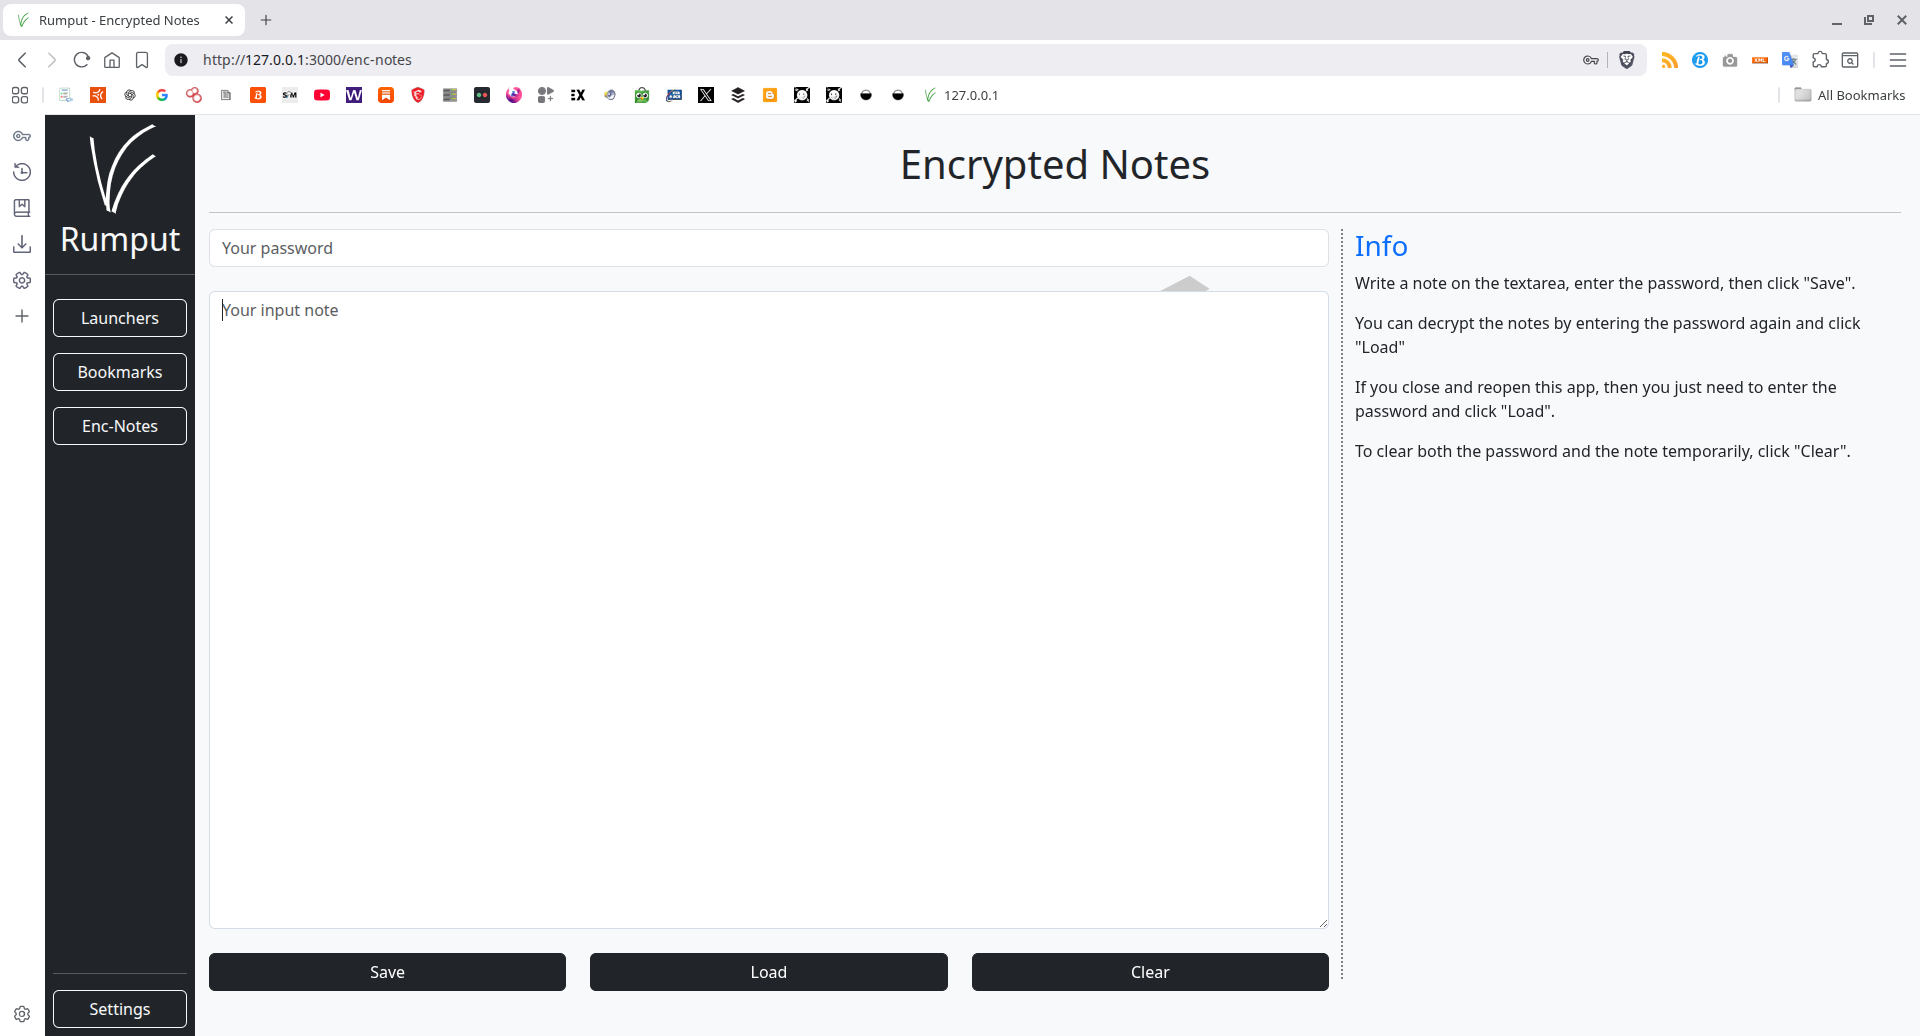 Rumput - Encrypted Notes
http://127.0.0.1:3000/enc-notes
127.0.0.1
All Bookmarks
Rumput
Launchers
Bookmarks
Enc-Notes
Settings
Encrypted Notes
Your password
Your input note
Save
Load
Clear
Info
Write a note on the textarea, enter the password, then click "Save".
You can decrypt the notes by entering the password again and click
"Load"
If you close and reopen this app, then you just need to enter the
password and click "Load".
To clear both the password and the note temporarily, click "Clear".